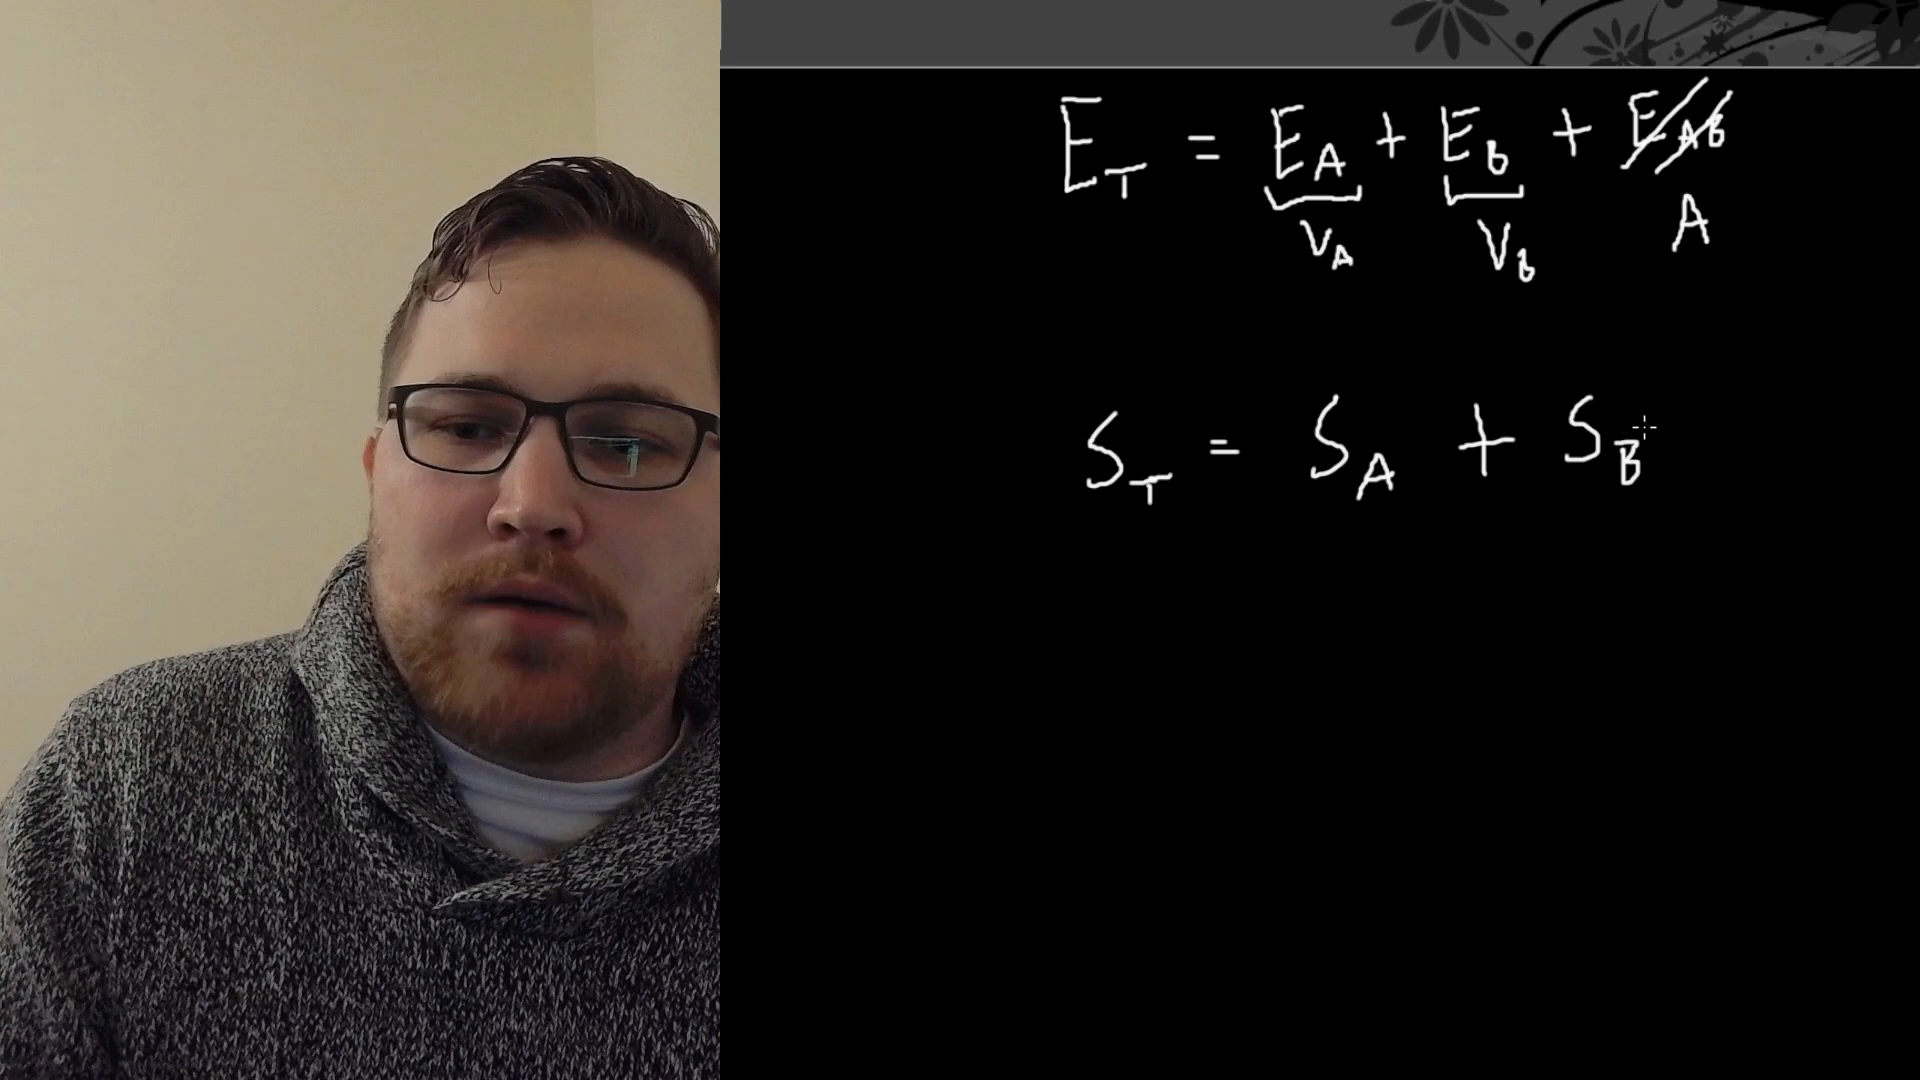 E_T = E_A + E_B + E_AB
V_A V_B A
S_T = S_A + S_B